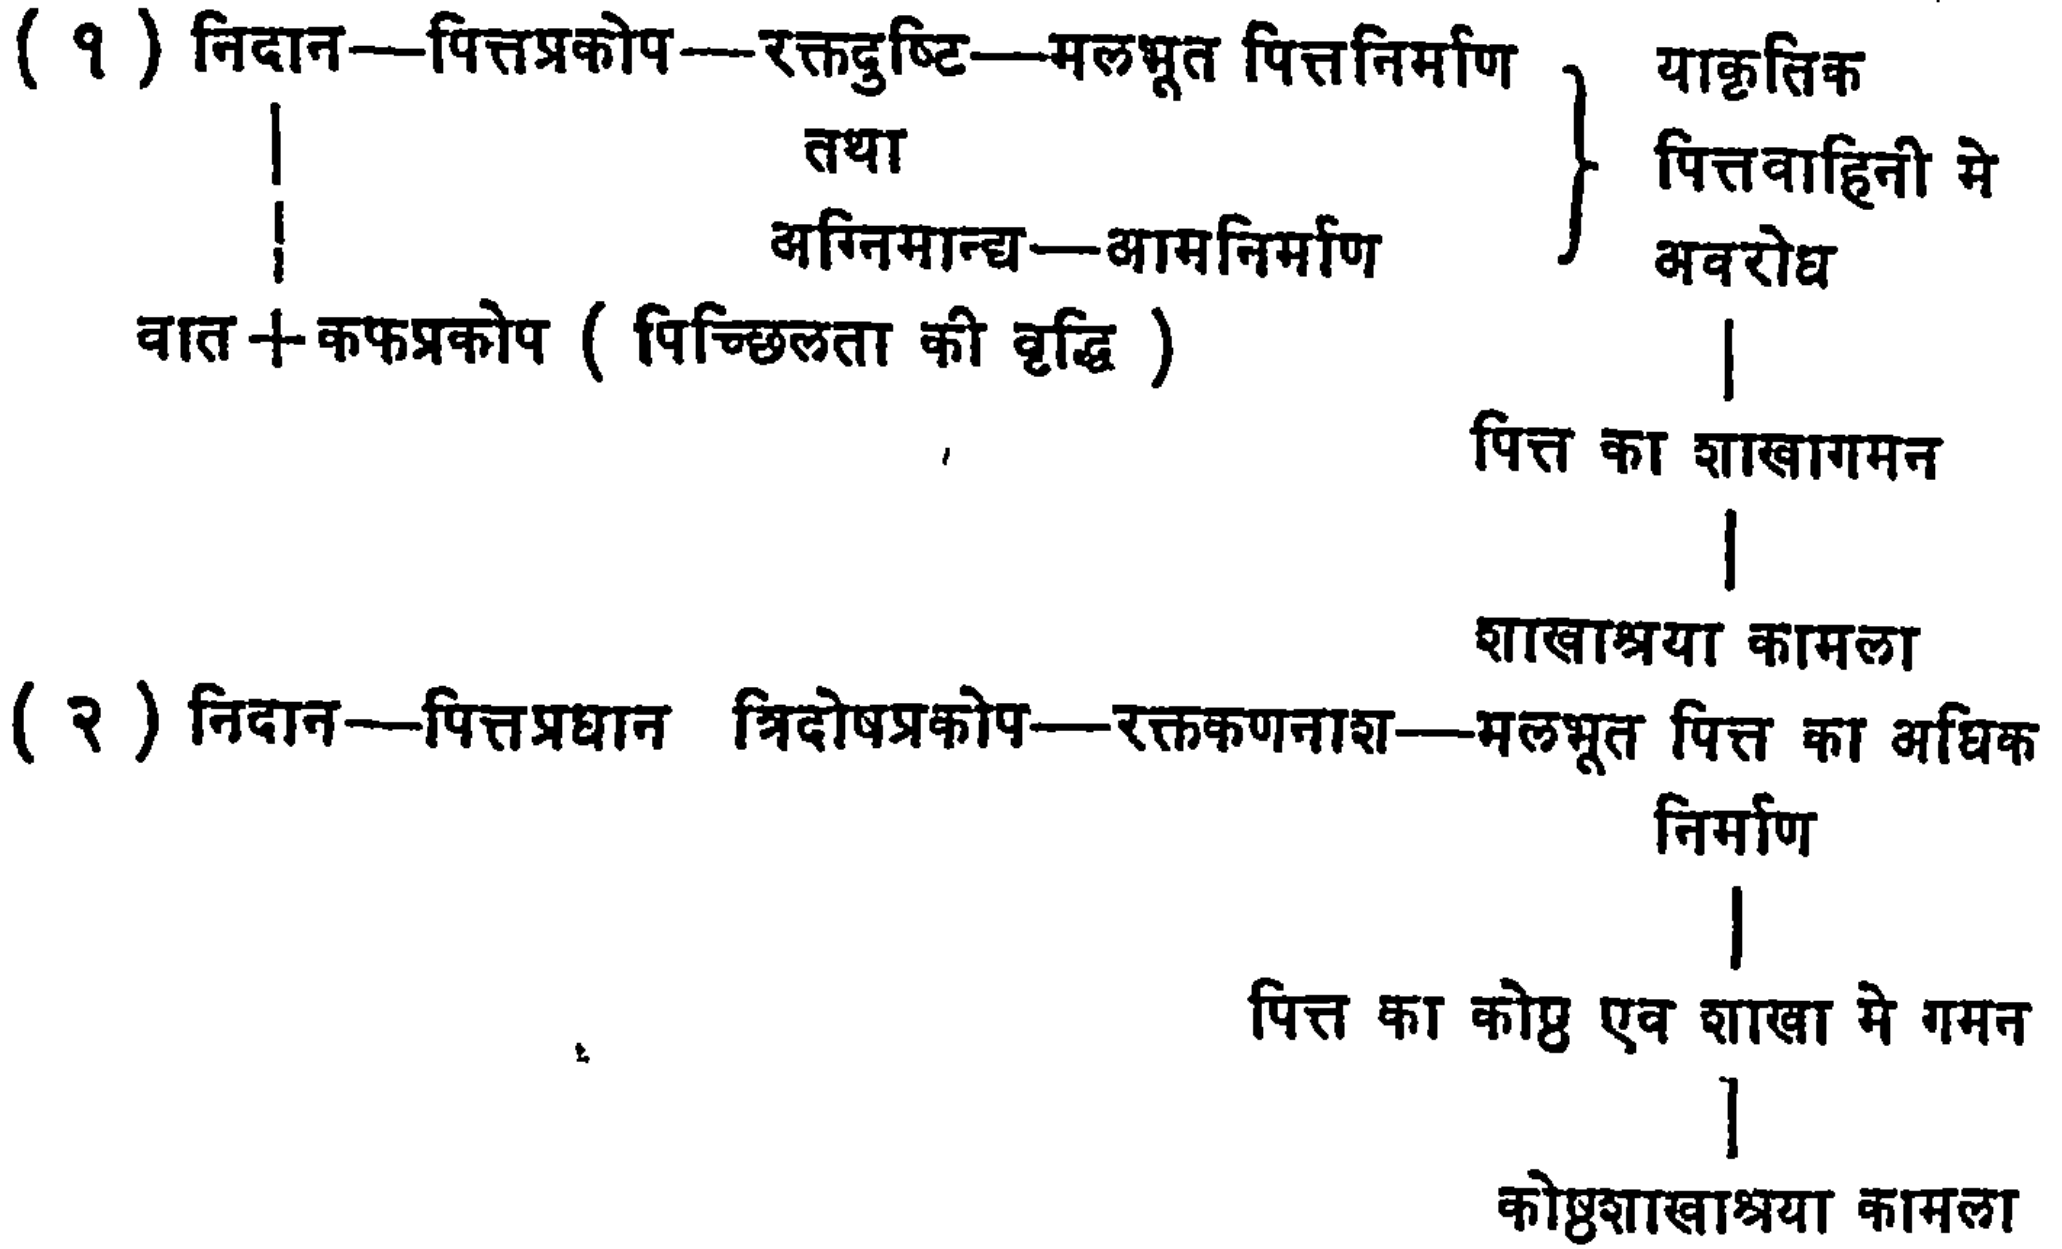 ( १ ) निदान—पित्तप्रकोप—रक्तदुष्टि—मलभूत पित्तनिर्माण
तथा
अग्निमान्द्य—आमनिर्माण
वात + कफप्रकोप ( पिच्छिलता की वृद्धि )
याकृतिक
पित्तवाहिनी मे
अवरोध
पित्त का शाखागमन
शाखाश्रया कामला
( २ ) निदान—पित्तप्रधान त्रिदोषप्रकोप—रक्तकणनाश—मलभूत पित्त का अधिक
निर्माण
पित्त का कोष्ठ एव शाखा मे गमन
कोष्ठशाखाश्रया कामला